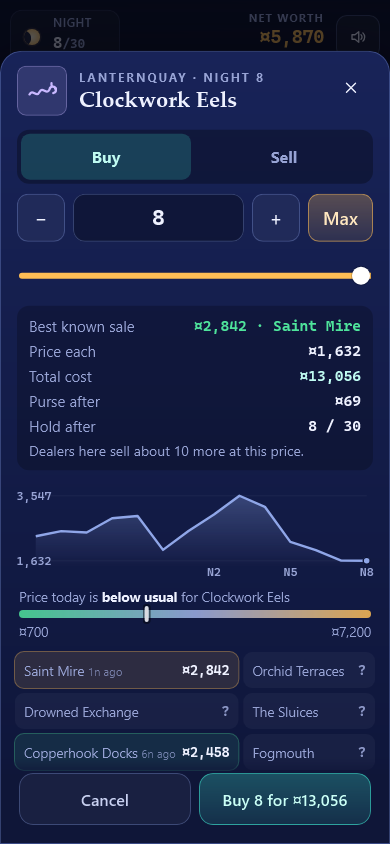 NIGHT
8/30
NET WORTH
¤5,870
LANTERNQUAY · NIGHT 8
Clockwork Eels
×
Buy
Sell
−
8
+
Max
Best known sale
¤2,842 · Saint Mire
Price each
¤1,632
Total cost
¤13,056
Purse after
¤69
Hold after
8 / 30
Dealers here sell about 10 more at this price.
3,547
1,632
N2
N5
N8
Price today is below usual for Clockwork Eels
¤700
¤7,200
Saint Mire 1n ago ¤2,842
Orchid Terraces ?
Drowned Exchange ?
The Sluices ?
Copperhook Docks 6n ago ¤2,458
Fogmouth ?
Cancel
Buy 8 for ¤13,056